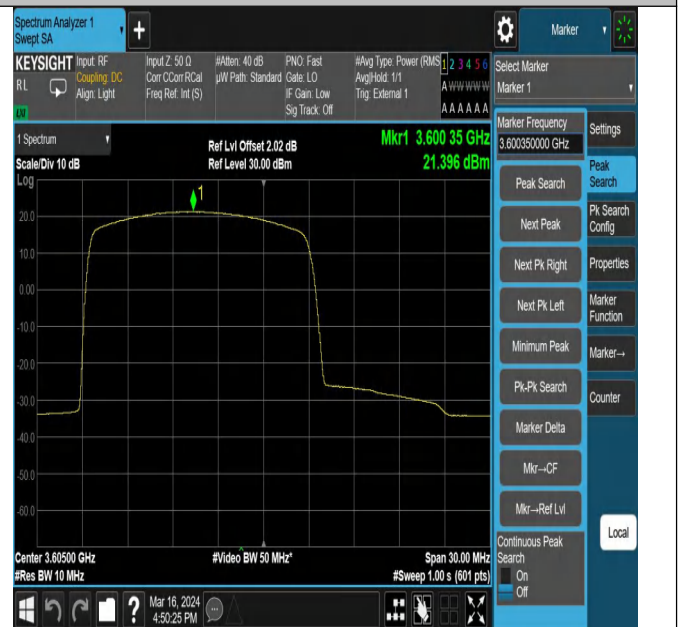 Spectrum Analyzer 1
Swept SA
+
Marker
KEYSIGHT
RL
LXI
Input: RF
Coupling: DC
Align: Light
Input Z: 50 Ω
Corr CCorr RCal
Freq Ref: Int (S)
#Atten: 40 dB
µW Path: Standard
PNO: Fast
Gate: LO
IF Gain: Low
Sig Track: Off
#Avg Type: Power (RMS
Avg|Hold: 1/1
Trig: External 1
1 2 3 4 5 6
A W W W W W
A A A A A A
Select Marker
Marker 1
1 Spectrum
Scale/Div 10 dB
Log
Ref Lvl Offset 2.02 dB
Ref Level 30.00 dBm
Mkr1 3.600 35 GHz
21.396 dBm
1
20.0
10.0
0.00
-10.0
-20.0
-30.0
-40.0
-50.0
-60.0
Center 3.60500 GHz
#Res BW 10 MHz
#Video BW 50 MHz*
Span 30.00 MHz
#Sweep 1.00 s (601 pts)
Marker Frequency
3.600350000 GHz
Peak Search
Next Peak
Next Pk Right
Next Pk Left
Minimum Peak
Pk-Pk Search
Marker Delta
Mkr→CF
Mkr→Ref Lvl
Continuous Peak
Search
On
Off
Settings
Peak
Search
Pk Search
Config
Properties
Marker
Function
Marker→
Counter
Local
?
Mar 16, 2024
4:50:25 PM